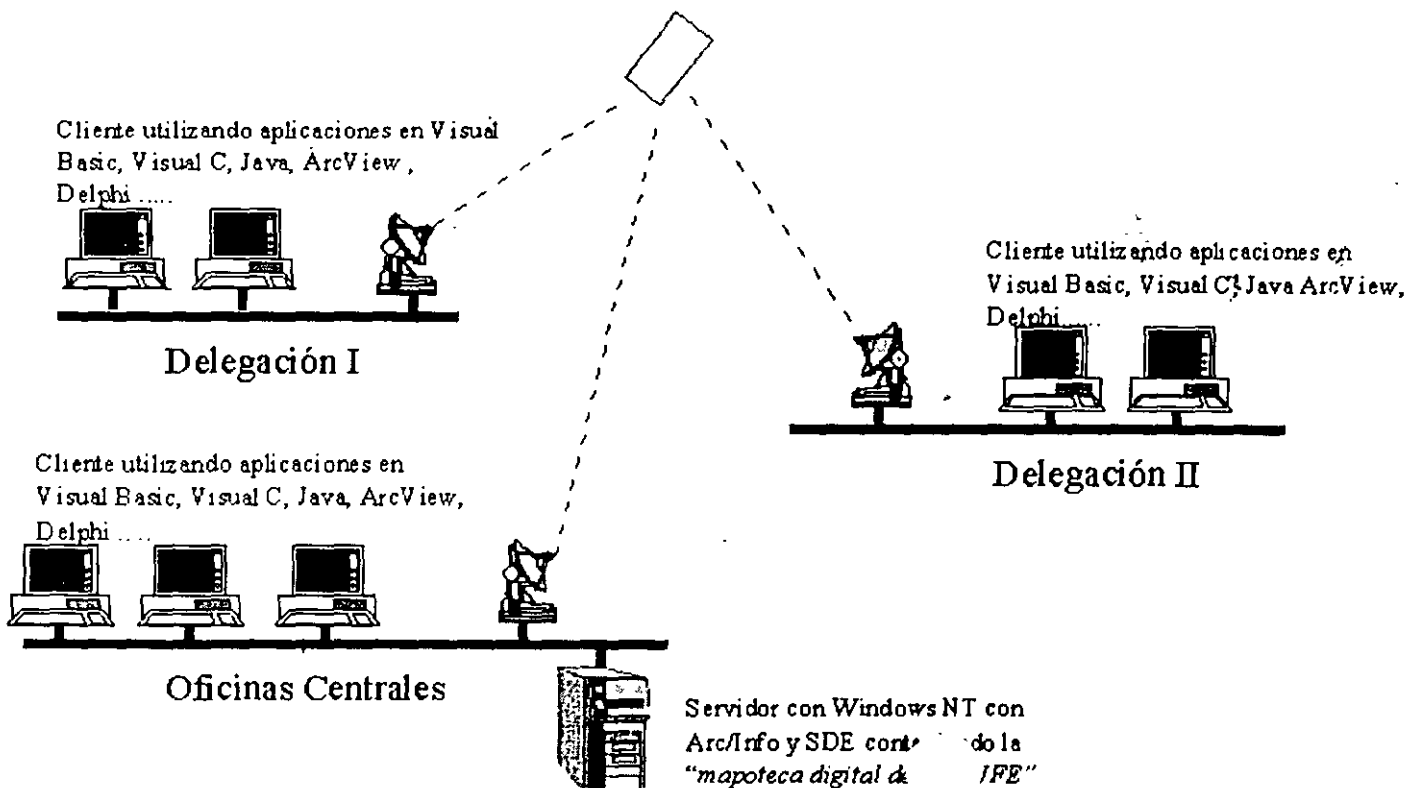 Cliente utilizando aplicaciones en Visual
Basic, Visual C, Java, ArcView,
Delphi .....
Delegación I
Cliente utilizando aplicaciones en
Visual Basic, Visual C, Java ArcView,
Delphi.....
Delegación II
Cliente utilizando aplicaciones en
Visual Basic, Visual C, Java, ArcView,
Delphi .....
Oficinas Centrales
Servidor con Windows NT con
Arc/Info y SDE do la
"mapoteca digital IFE"